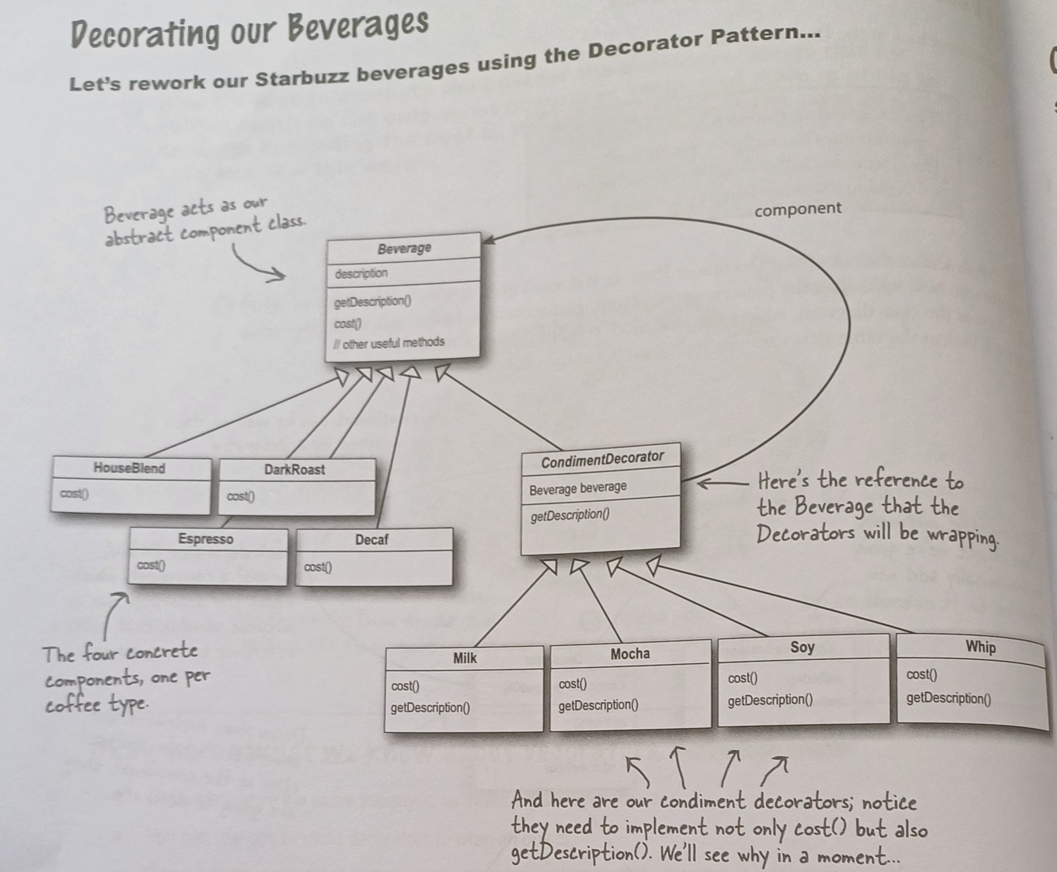 Decorating our Beverages
Let's rework our Starbuzz beverages using the Decorator Pattern...
Beverage acts as our
abstract component class.
component
Beverage
description
getDescription()
cost()
// other useful methods
HouseBlend
cost()
DarkRoast
cost()
Espresso
cost()
Decaf
cost()
CondimentDecorator
Beverage beverage
getDescription()
Here's the reference to
the Beverage that the
Decorators will be wrapping.
The four concrete
components, one per
coffee type.
Milk
cost()
getDescription()
Mocha
cost()
getDescription()
Soy
cost()
getDescription()
Whip
cost()
getDescription()
And here are our condiment decorators; notice
they need to implement not only cost() but also
getDescription(). We'll see why in a moment...